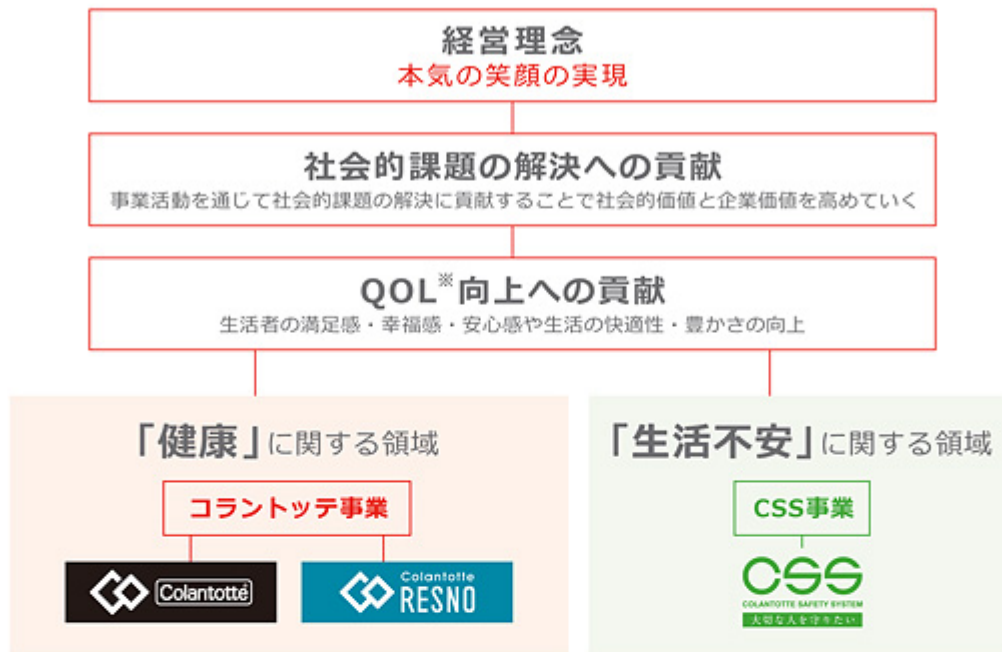 経営理念
本気の笑顔の実現
社会的課題の解決への貢献
事業活動を通じて社会的課題の解決に貢献することで社会的価値と企業価値を高めていく
QOL※向上への貢献
生活者の満足感・幸福感・安心感や生活の快適性・豊かさの向上
「健康」に関する領域
コラントッテ事業
Colantotte
Colantotte
RESNO
「生活不安」に関する領域
CSS事業
CSS
COLANTOTTE SAFETY SYSTEM
大切な人を守りたい